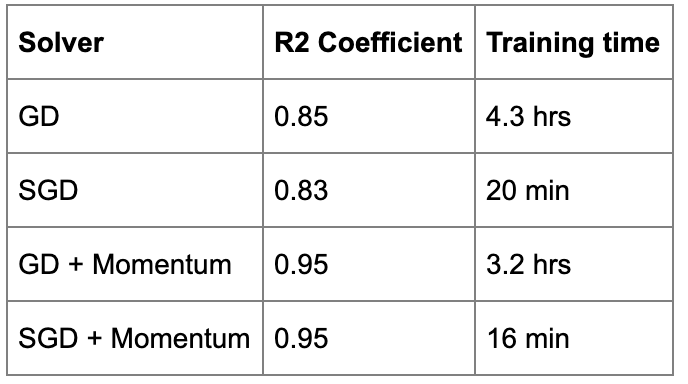 Solver R2 Coefficient Training time
GD 0.85 4.3 hrs
SGD 0.83 20 min
GD + Momentum 0.95 3.2 hrs
SGD + Momentum 0.95 16 min